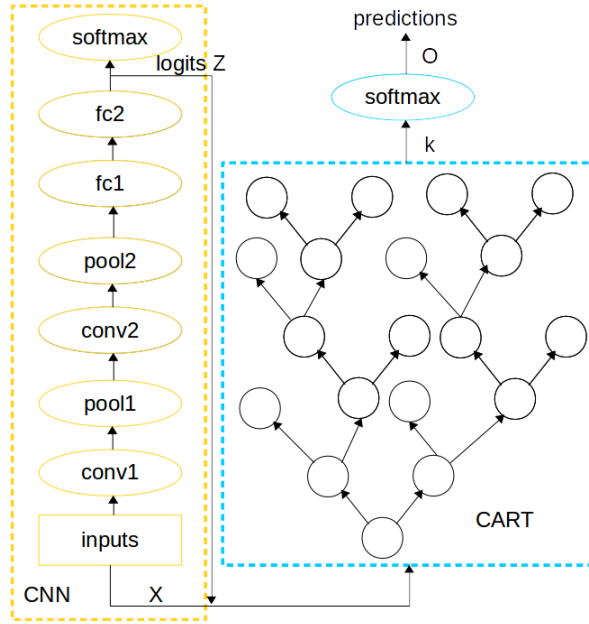 predictions
softmax
logits Z
O
softmax
fc2
k
fc1
pool2
conv2
pool1
conv1
CART
inputs
CNN
X